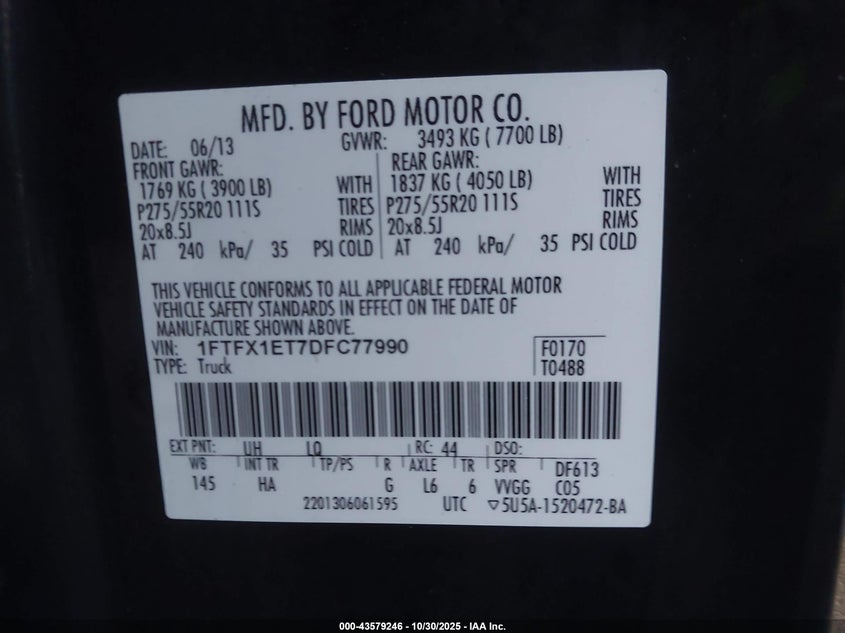 MFD. BY FORD MOTOR CO.
DATE: 06/13 GVWR: 3493 KG ( 7700 LB)
FRONT GAWR: REAR GAWR:
1769 KG ( 3900 LB) WITH 1837 KG ( 4050 LB) WITH
P275/55R20 111S TIRES P275/55R20 111S TIRES
20x8.5J RIMS 20x8.5J RIMS
AT 240 kPa/ 35 PSI COLD AT 240 kPa/ 35 PSI COLD
THIS VEHICLE CONFORMS TO ALL APPLICABLE FEDERAL MOTOR
VEHICLE SAFETY STANDARDS IN EFFECT ON THE DATE OF
MANUFACTURE SHOWN ABOVE.
VIN: 1FTFX1ET7DFC77990 F0170
TYPE: Truck T0488
EXT PNT: UH LQ RC: 44 DSO:
WB INT TR TP/PS R AXLE TR SPR DF613
145 HA G L6 6 VVGG C05
2201306061595 UTC ▽5U5A-1520472-BA
000-43579246 - 10/30/2025 - IAA Inc.